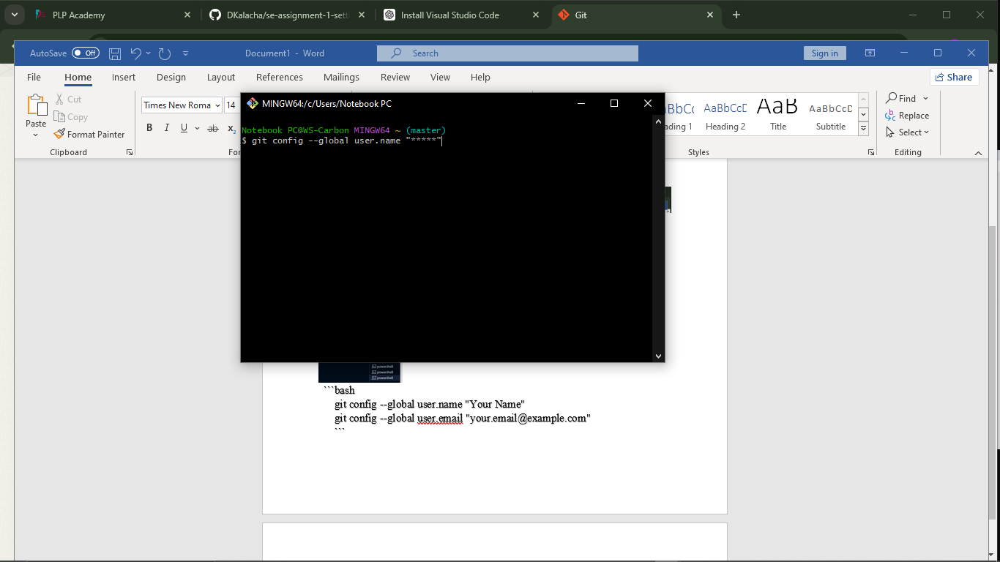 PLP Academy
DKalacha/se-assignment-1-sett
Install Visual Studio Code
Git
AutoSave Off
Document1 - Word
Search
Sign in
File Home Insert Design Layout References Mailings Review View Help
Share
Paste
Cut
Copy
Format Painter
Clipboard
Times New Roma
14
B I U ab x₂
For
MINGW64:/c/Users/Notebook PC
Notebook PC@WS-Carbon MINGW64 ~ (master)
$ git config --global user.name "*****"
BbCc AaBbCcD AaB AaBbCcD
ading 1 Heading 2 Title Subtitle
Styles
Find
Replace
Select
Editing
powershell
powershell
powershell
```bash
git config --global user.name "Your Name"
git config --global user.email "your.email@example.com"
```